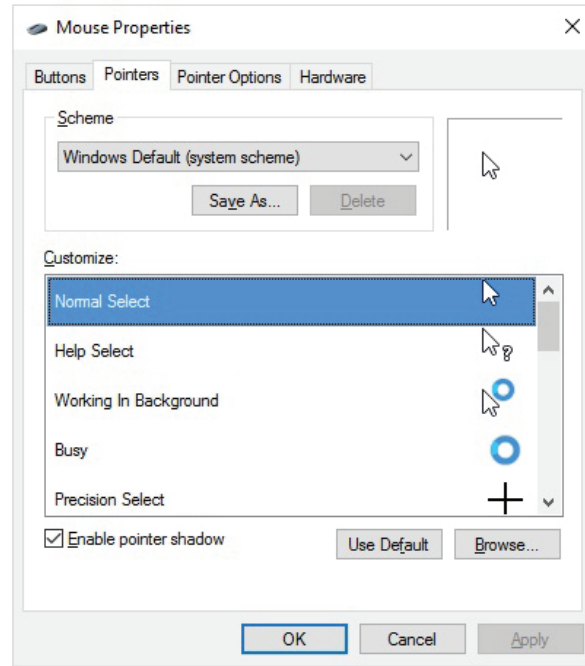 Mouse Properties
Buttons Pointers Pointer Options Hardware
Scheme
Windows Default (system scheme)
Save As... Delete
Customize:
Normal Select
Help Select
Working In Background
Busy
Precision Select
Enable pointer shadow
Use Default Browse...
OK Cancel Apply